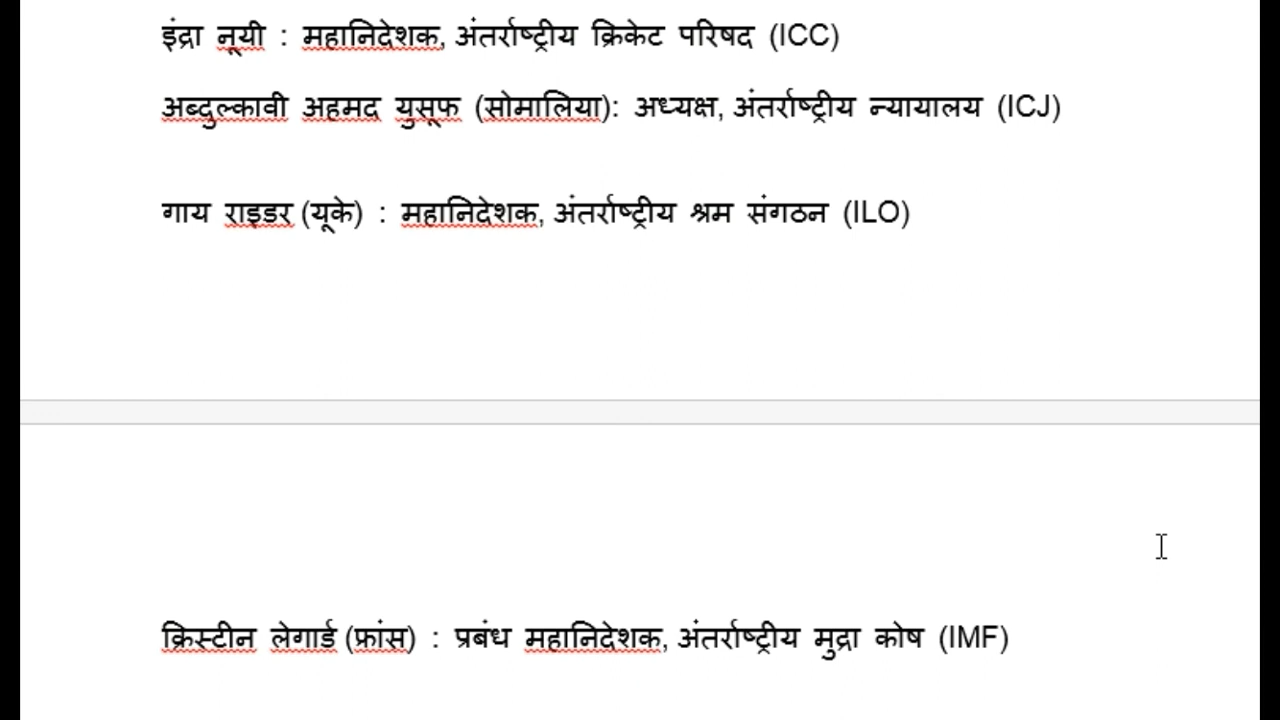 इंद्रा नूयी : महानिदेशक, अंतर्राष्ट्रीय क्रिकेट परिषद (ICC)
अब्दुल्कावी अहमद युसूफ (सोमालिया): अध्यक्ष, अंतर्राष्ट्रीय न्यायालय (ICJ)
गाय राइडर (यूके) : महानिदेशक, अंतर्राष्ट्रीय श्रम संगठन (ILO)
क्रिस्टीन लेगार्ड (फ्रांस) : प्रबंध महानिदेशक, अंतर्राष्ट्रीय मुद्रा कोष (IMF)